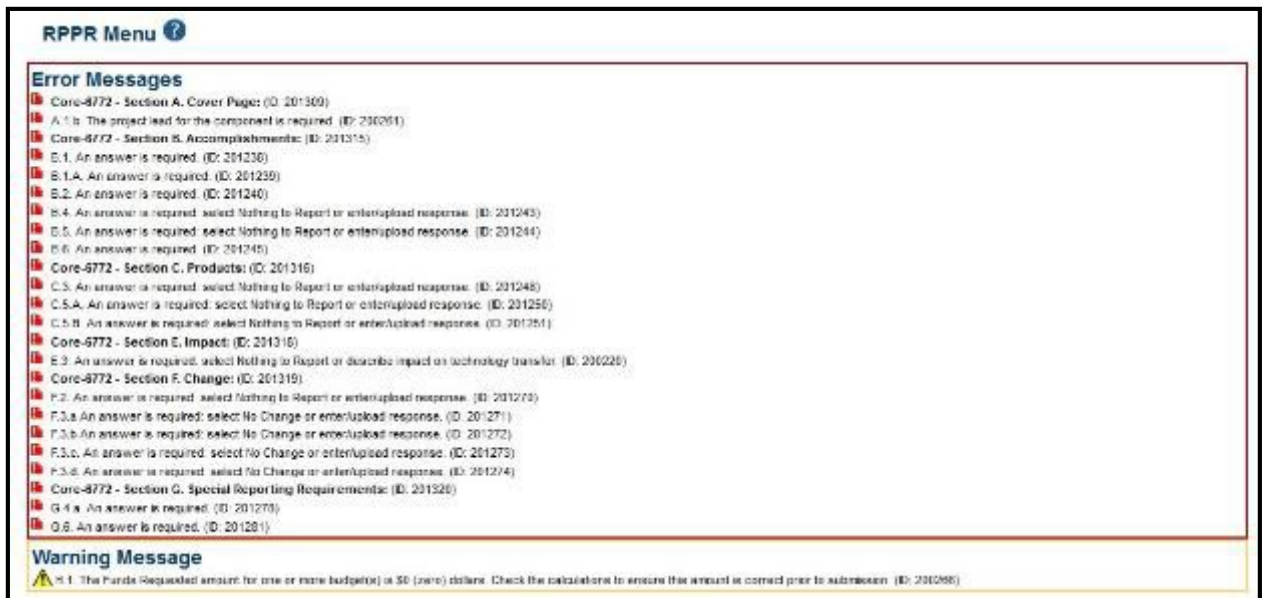 RPPR Menu ?
Error Messages
Core-6772 - Section A. Cover Page: (ID: 201309)
A.1.b. The project lead for the component is required. (ID: 200261)
Core-6772 - Section B. Accomplishments: (ID: 201315)
B.1. An answer is required. (ID: 201238)
B.1.A. An answer is required. (ID: 201239)
B.2. An answer is required. (ID: 201240)
B.4. An answer is required: select Nothing to Report or enter/upload response. (ID: 201243)
B.5. An answer is required: select Nothing to Report or enter/upload response. (ID: 201244)
B.6. An answer is required. (ID: 201245)
Core-6772 - Section C. Products: (ID: 201316)
C.3. An answer is required: select Nothing to Report or enter/upload response. (ID: 201248)
C.5.A. An answer is required: select Nothing to Report or enter/upload response. (ID: 201250)
C.5.B. An answer is required: select Nothing to Report or enter/upload response. (ID: 201251)
Core-6772 - Section E. Impact: (ID: 201318)
E.3. An answer is required: select Nothing to Report or describe impact on technology transfer. (ID: 200220)
Core-6772 - Section F. Change: (ID: 201319)
F.2. An answer is required: select Nothing to Report or enter/upload response. (ID: 201270)
F.3.a An answer is required: select No Change or enter/upload response. (ID: 201271)
F.3.b An answer is required: select No Change or enter/upload response. (ID: 201272)
F.3.c. An answer is required: select No Change or enter/upload response. (ID: 201273)
F.3.d. An answer is required: select No Change or enter/upload response. (ID: 201274)
Core-6772 - Section G. Special Reporting Requirements: (ID: 201320)
G.4.a. An answer is required. (ID: 201278)
G.6. An answer is required. (ID: 201281)
Warning Message
H.1. The Funds Requested amount for one or more budget(s) is $0 (zero) dollars. Check the calculations to ensure this amount is correct prior to submission. (ID: 200266)